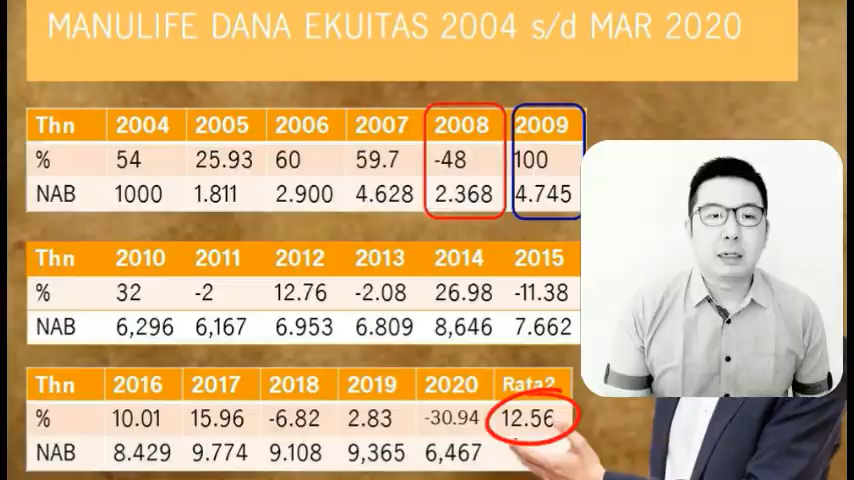 MANULIFE DANA EKUITAS 2004 s/d MAR 2020
Thn 2004 2005 2006 2007 2008 2009
% 54 25.93 60 59.7 -48 100
NAB 1000 1.811 2.900 4.628 2.368 4.745
Thn 2010 2011 2012 2013 2014 2015
% 32 -2 12.76 -2.08 26.98 -11.38
NAB 6,296 6,167 6.953 6.809 8,646 7.662
Thn 2016 2017 2018 2019 2020 Rata2
% 10.01 15.96 -6.82 2.83 -30.94 12.56
NAB 8.429 9.774 9.108 9,365 6,467